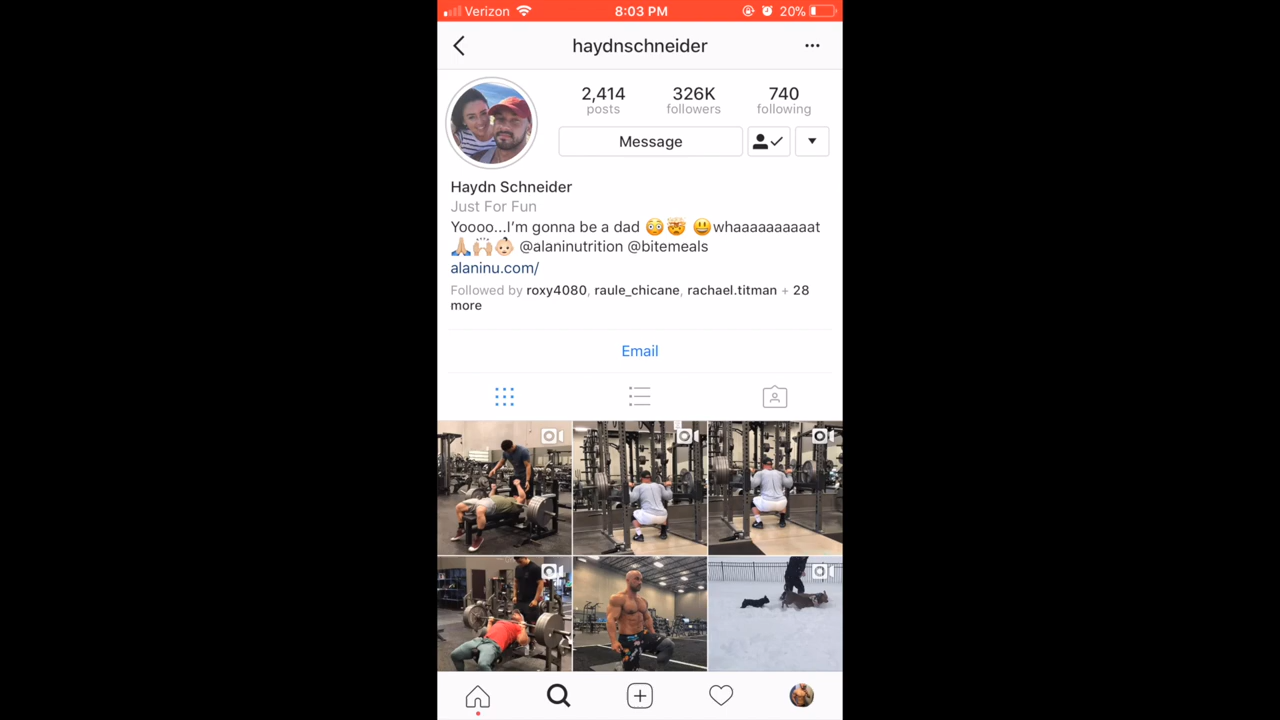 Verizon 8:03 PM 20%
haydnschneider
2,414 326K 740
posts followers following
Message
Haydn Schneider
Just For Fun
Yoooo...I'm gonna be a dad 😳🤯 😃whaaaaaaaaat
🙏🏼🙌🏼👶🏼 @alaninutrition @bitemeals
alaninu.com/
Followed by roxy4080, raule_chicane, rachael.titman + 28
more
Email